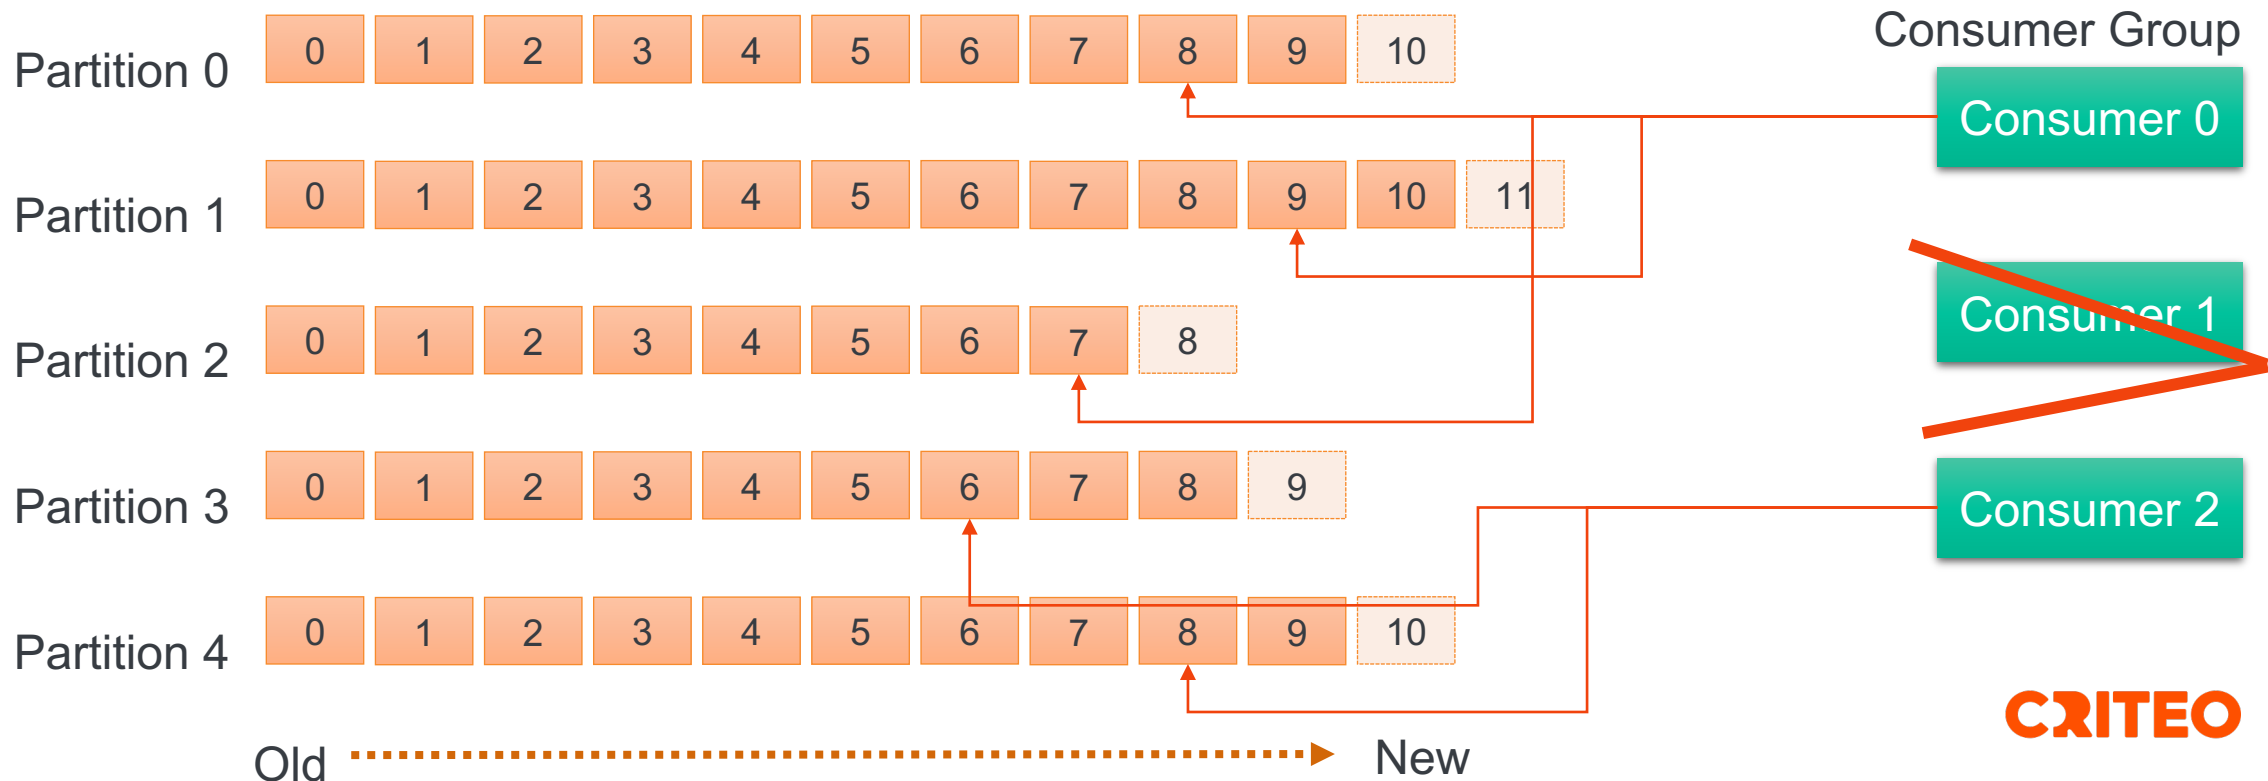 Consumer Group
Partition 0 0 1 2 3 4 5 6 7 8 9 10
Consumer 0
Partition 1 0 1 2 3 4 5 6 7 8 9 10 11
Consumer 1
Partition 2 0 1 2 3 4 5 6 7 8
Partition 3 0 1 2 3 4 5 6 7 8 9
Consumer 2
Partition 4 0 1 2 3 4 5 6 7 8 9 10
CRITEO
Old New